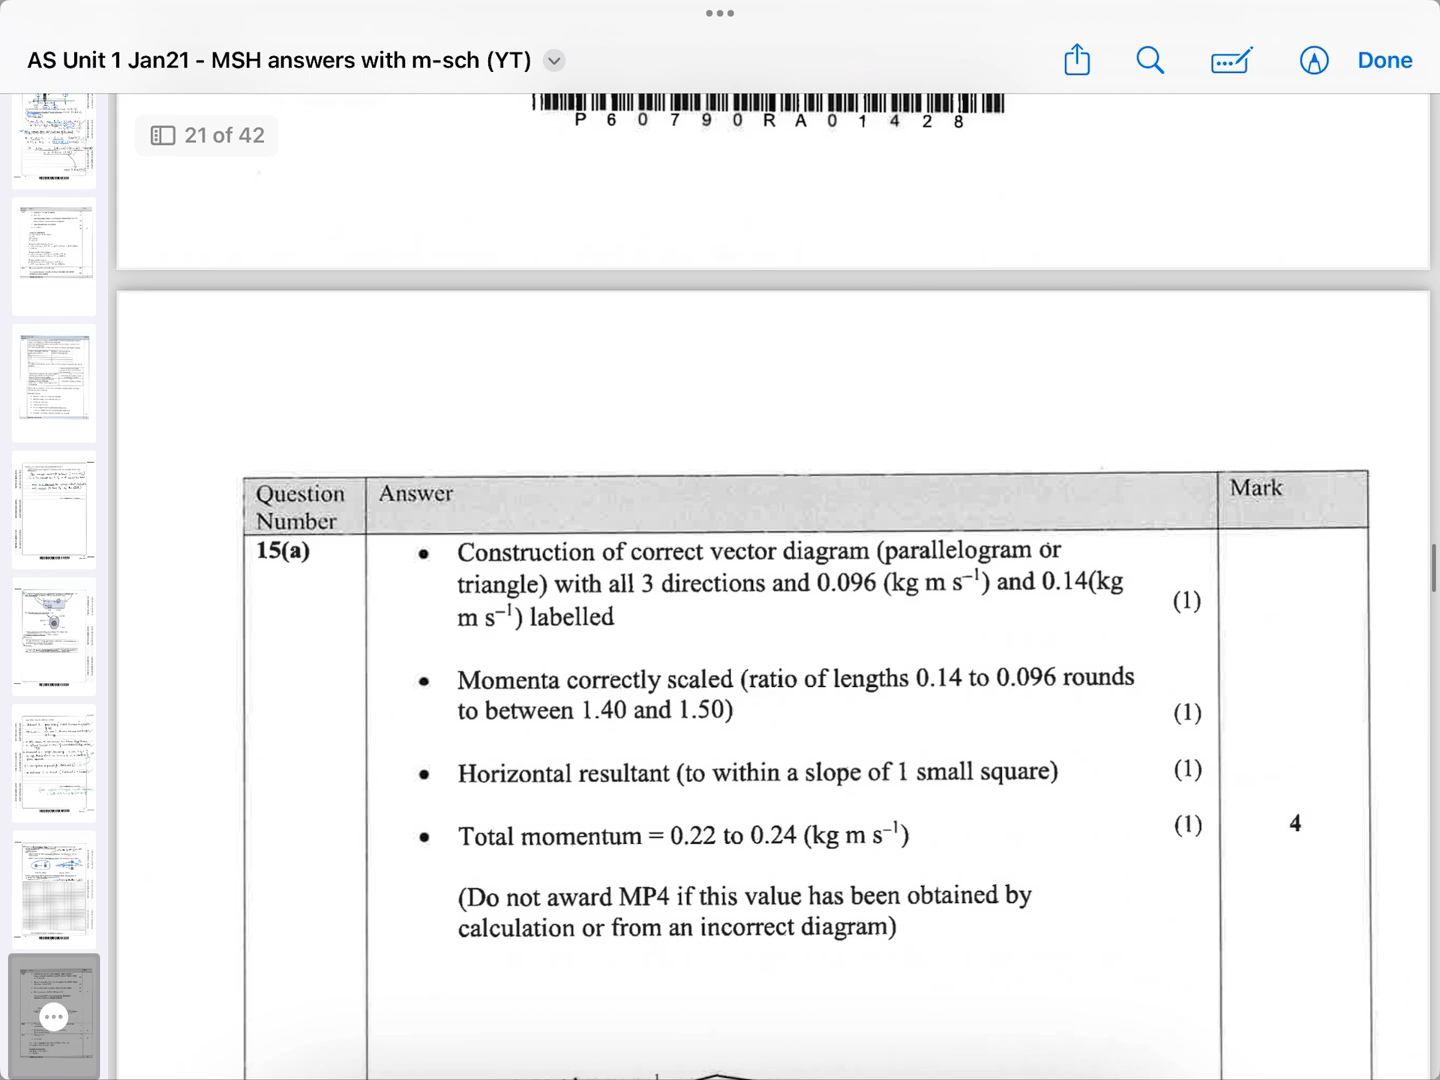 AS Unit 1 Jan21 - MSH answers with m-sch (YT)
Done
21 of 42
P 6 0 7 9 0 R A 0 1 4 2 8
Question Number
Answer
Mark
15(a)
• Construction of correct vector diagram (parallelogram or
triangle) with all 3 directions and 0.096 (kg m s⁻¹) and 0.14(kg
m s⁻¹) labelled
(1)
• Momenta correctly scaled (ratio of lengths 0.14 to 0.096 rounds
to between 1.40 and 1.50)
(1)
• Horizontal resultant (to within a slope of 1 small square)
(1)
• Total momentum = 0.22 to 0.24 (kg m s⁻¹)
(1)
4
(Do not award MP4 if this value has been obtained by
calculation or from an incorrect diagram)